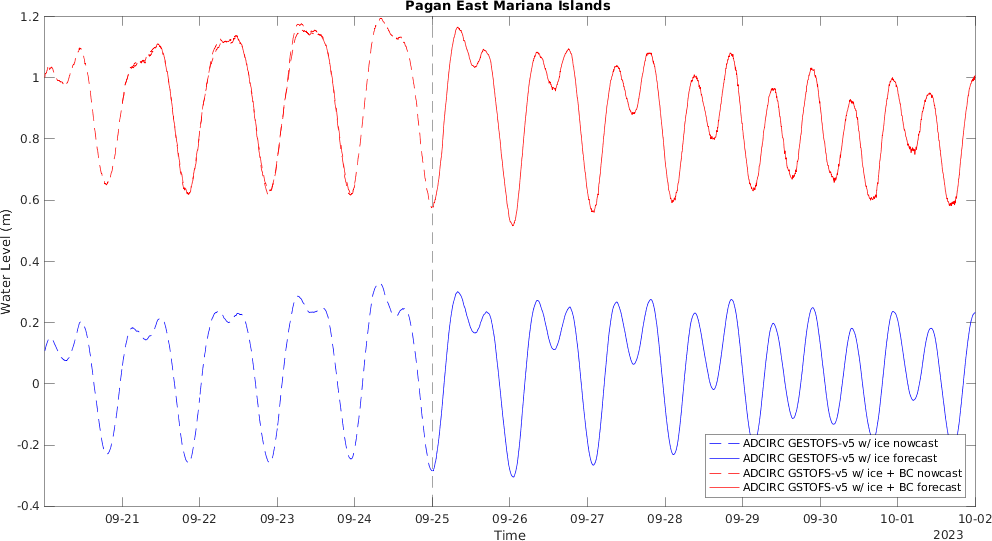 Pagan East Mariana Islands
1.2
1
0.8
0.6
0.4
0.2
0
-0.2
-0.4
Water Level (m)
ADCIRC GESTOFS-v5 w/ ice nowcast
ADCIRC GESTOFS-v5 w/ ice forecast
ADCIRC GSTOFS-v5 w/ ice + BC nowcast
ADCIRC GSTOFS-v5 w/ ice + BC forecast
09-21 09-22 09-23 09-24 09-25 09-26 09-27 09-28 09-29 09-30 10-01 10-02
Time
2023